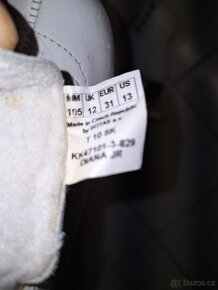 MM UK EUR US
195 12 31 13
Made in Czech Republic
by BOTAS a.s.
T 10 SK
KK47101-3-829
DIANA JR
Bazoš.cz